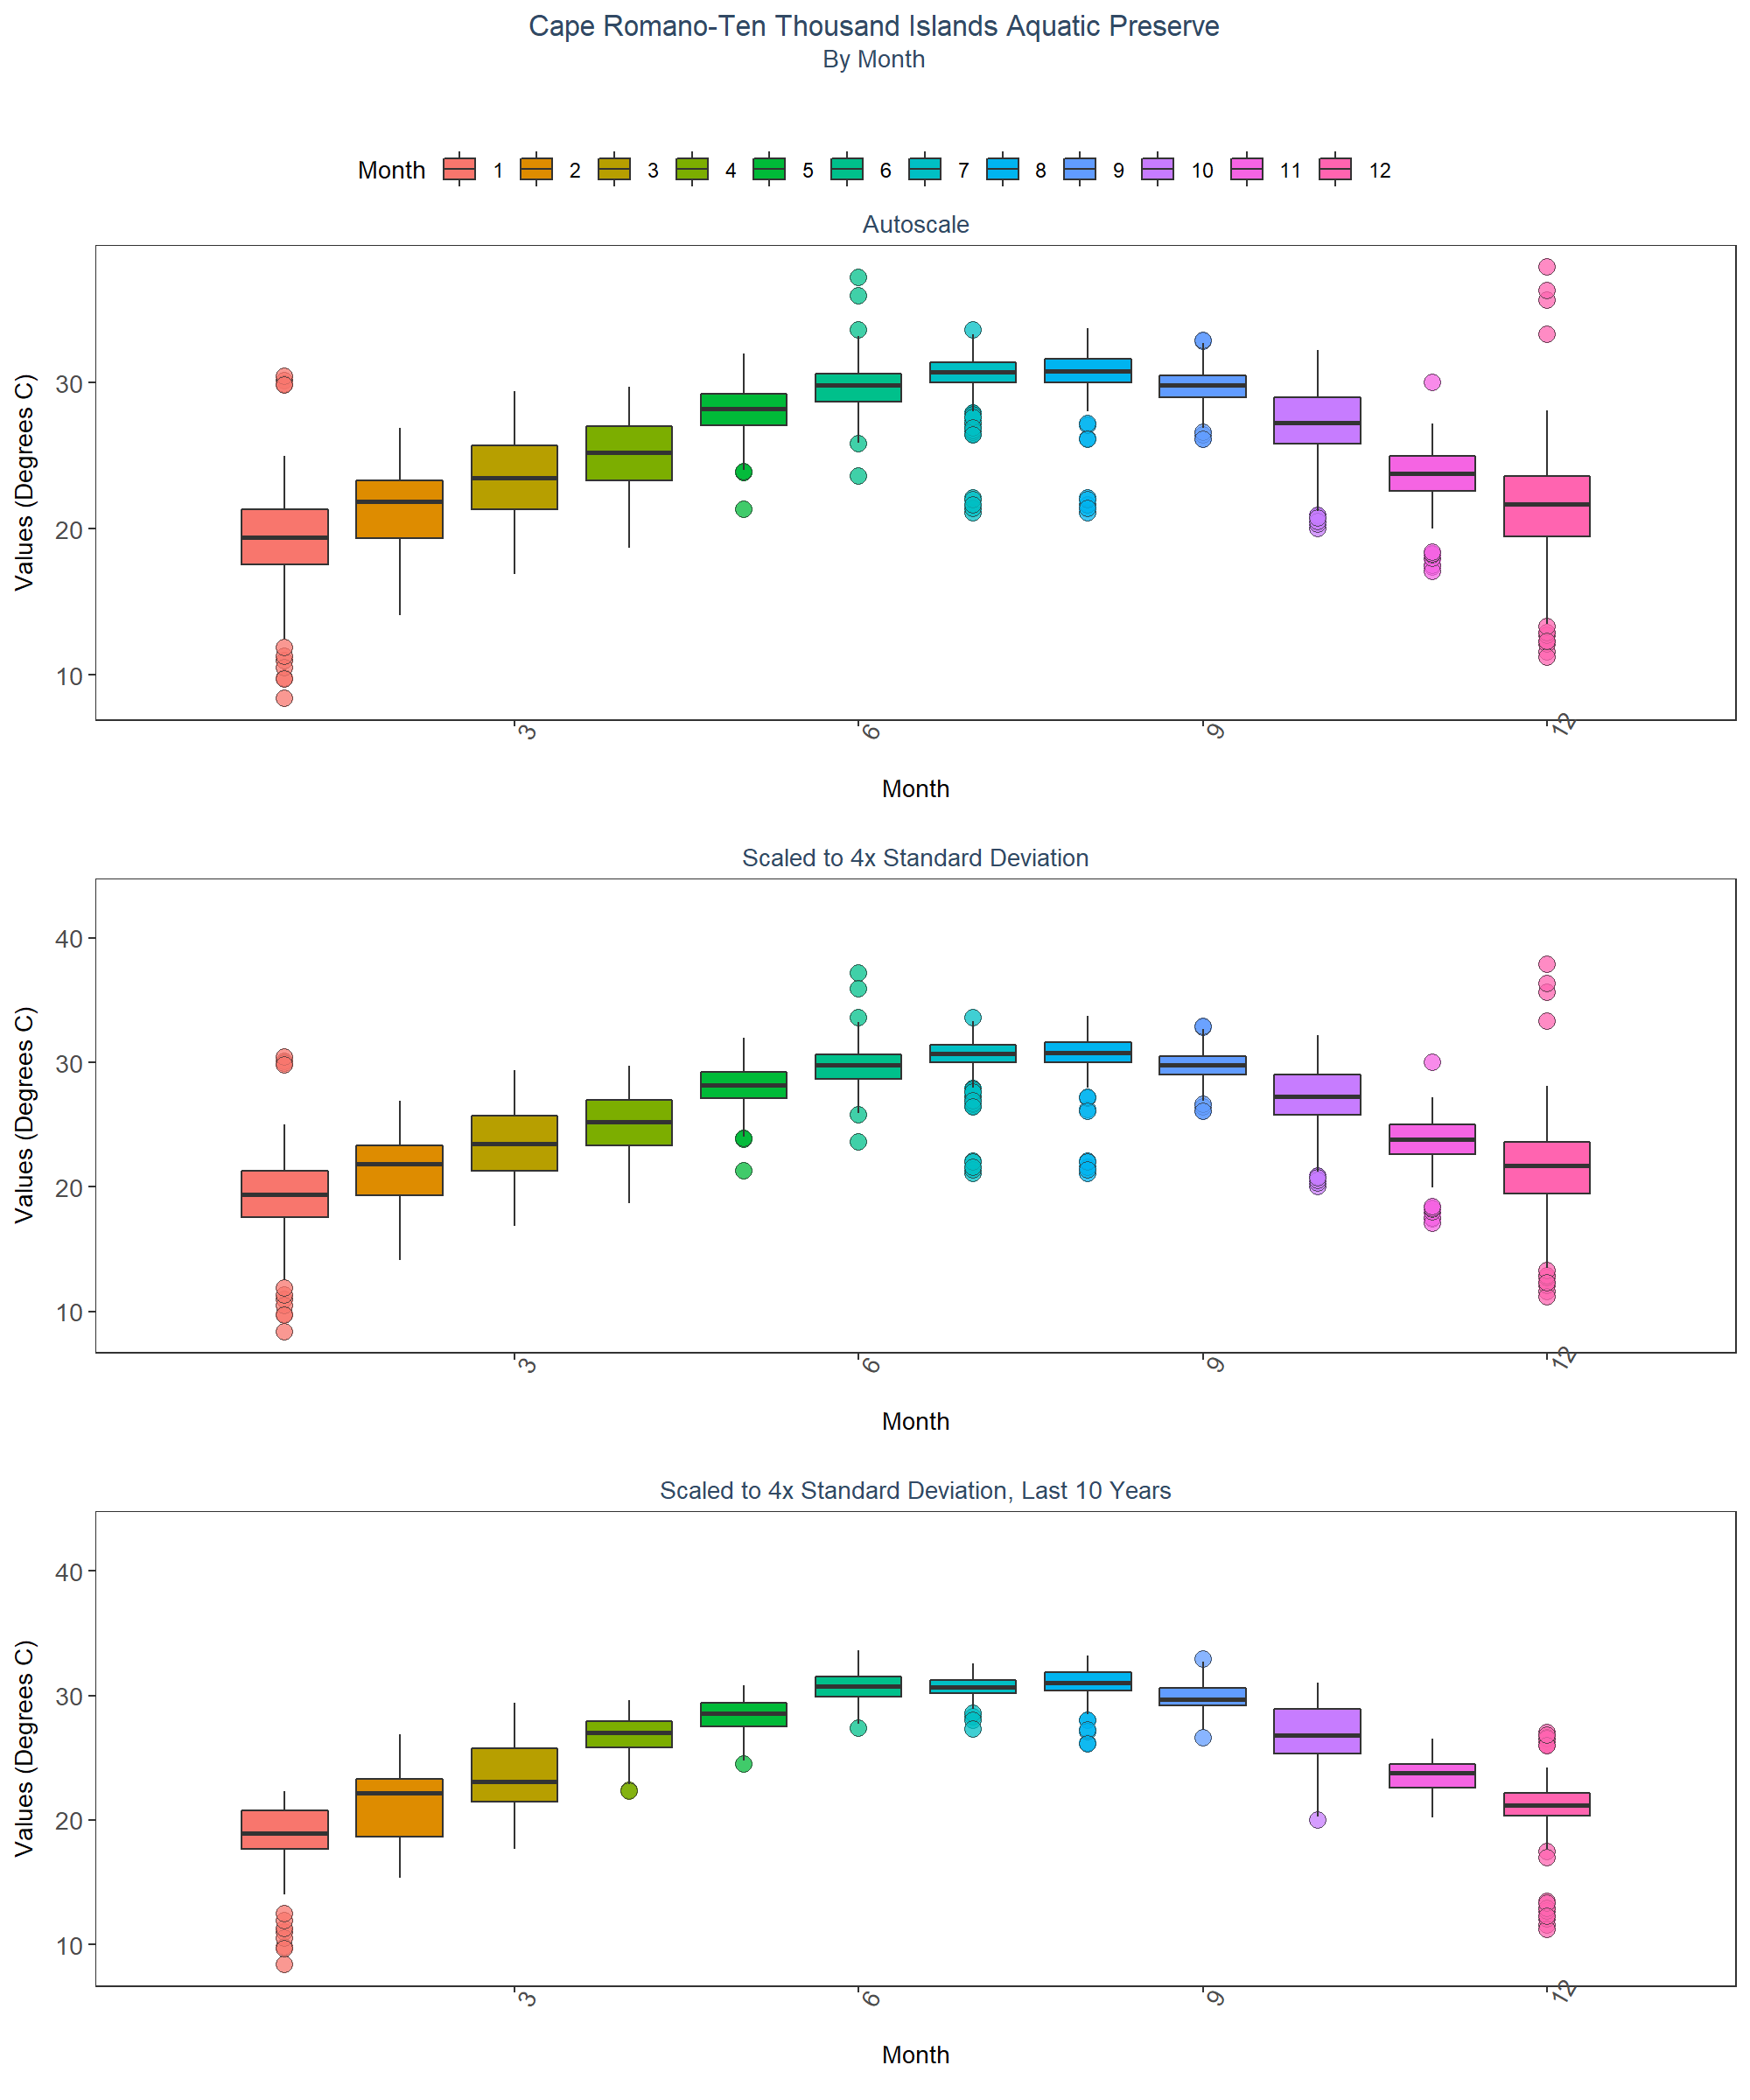 Cape Romano-Ten Thousand Islands Aquatic Preserve
By Month
Month 1 2 3 4 5 6 7 8 9 10 11 12
Autoscale
Values (Degrees C)
30
20
10
3 6 9 12
Month
Scaled to 4x Standard Deviation
Values (Degrees C)
40
30
20
10
3 6 9 12
Month
Scaled to 4x Standard Deviation, Last 10 Years
Values (Degrees C)
40
30
20
10
3 6 9 12
Month